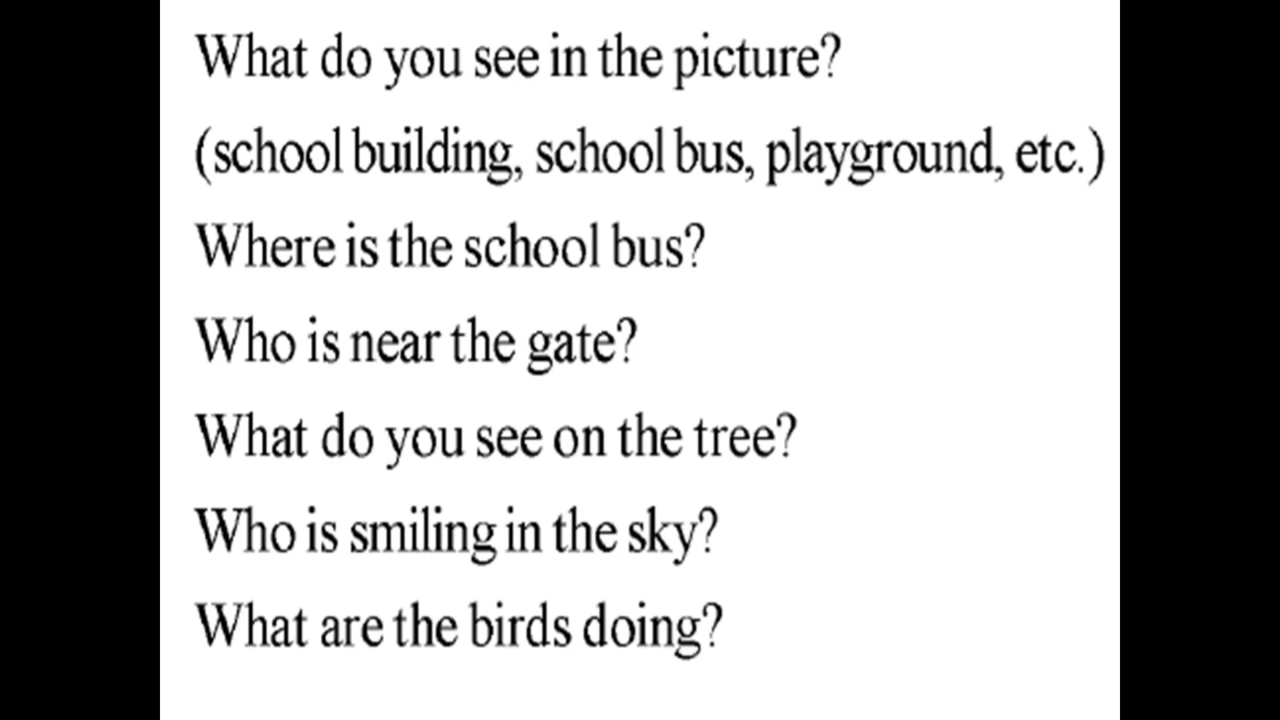 What do you see in the picture?
(school building, school bus, playground, etc.)
Where is the school bus?
Who is near the gate?
What do you see on the tree?
Who is smiling in the sky?
What are the birds doing?